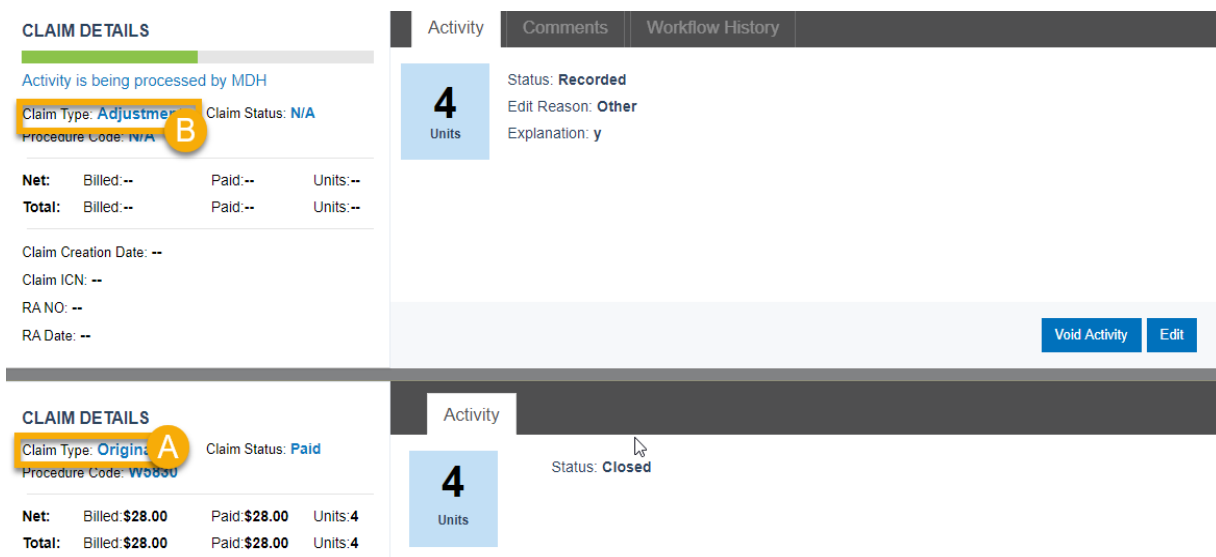 CLAIM DETAILS
Activity is being processed by MDH
Claim Type: Claim Status: N/A
B
Procedure Code: N/A
Net: Billed:-- Paid:-- Units:--
Total: Billed:-- Paid:-- Units:--
Claim Creation Date: --
Claim ICN: --
RA NO: --
RA Date: --
Activity Comments Workflow History
4
Units
Status: Recorded
Edit Reason: Other
Explanation: y
Void Activity Edit
CLAIM DETAILS
Claim Type: Claim Status: Paid
A
Procedure Code: W5830
Net: Billed:$28.00 Paid:$28.00 Units:4
Total: Billed:$28.00 Paid:$28.00 Units:4
Activity
4
Units
Status: Closed